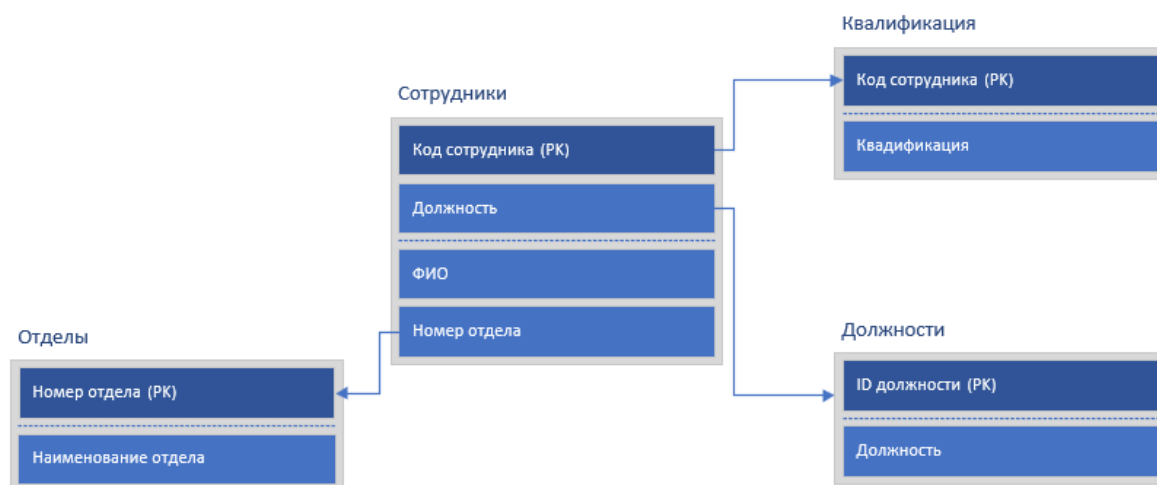 Квалификация
Код сотрудника (PK)
Квадификация
Сотрудники
Код сотрудника (PK)
Должность
ФИО
Номер отдела
Отделы
Номер отдела (PK)
Наименование отдела
Должности
ID должности (PK)
Должность